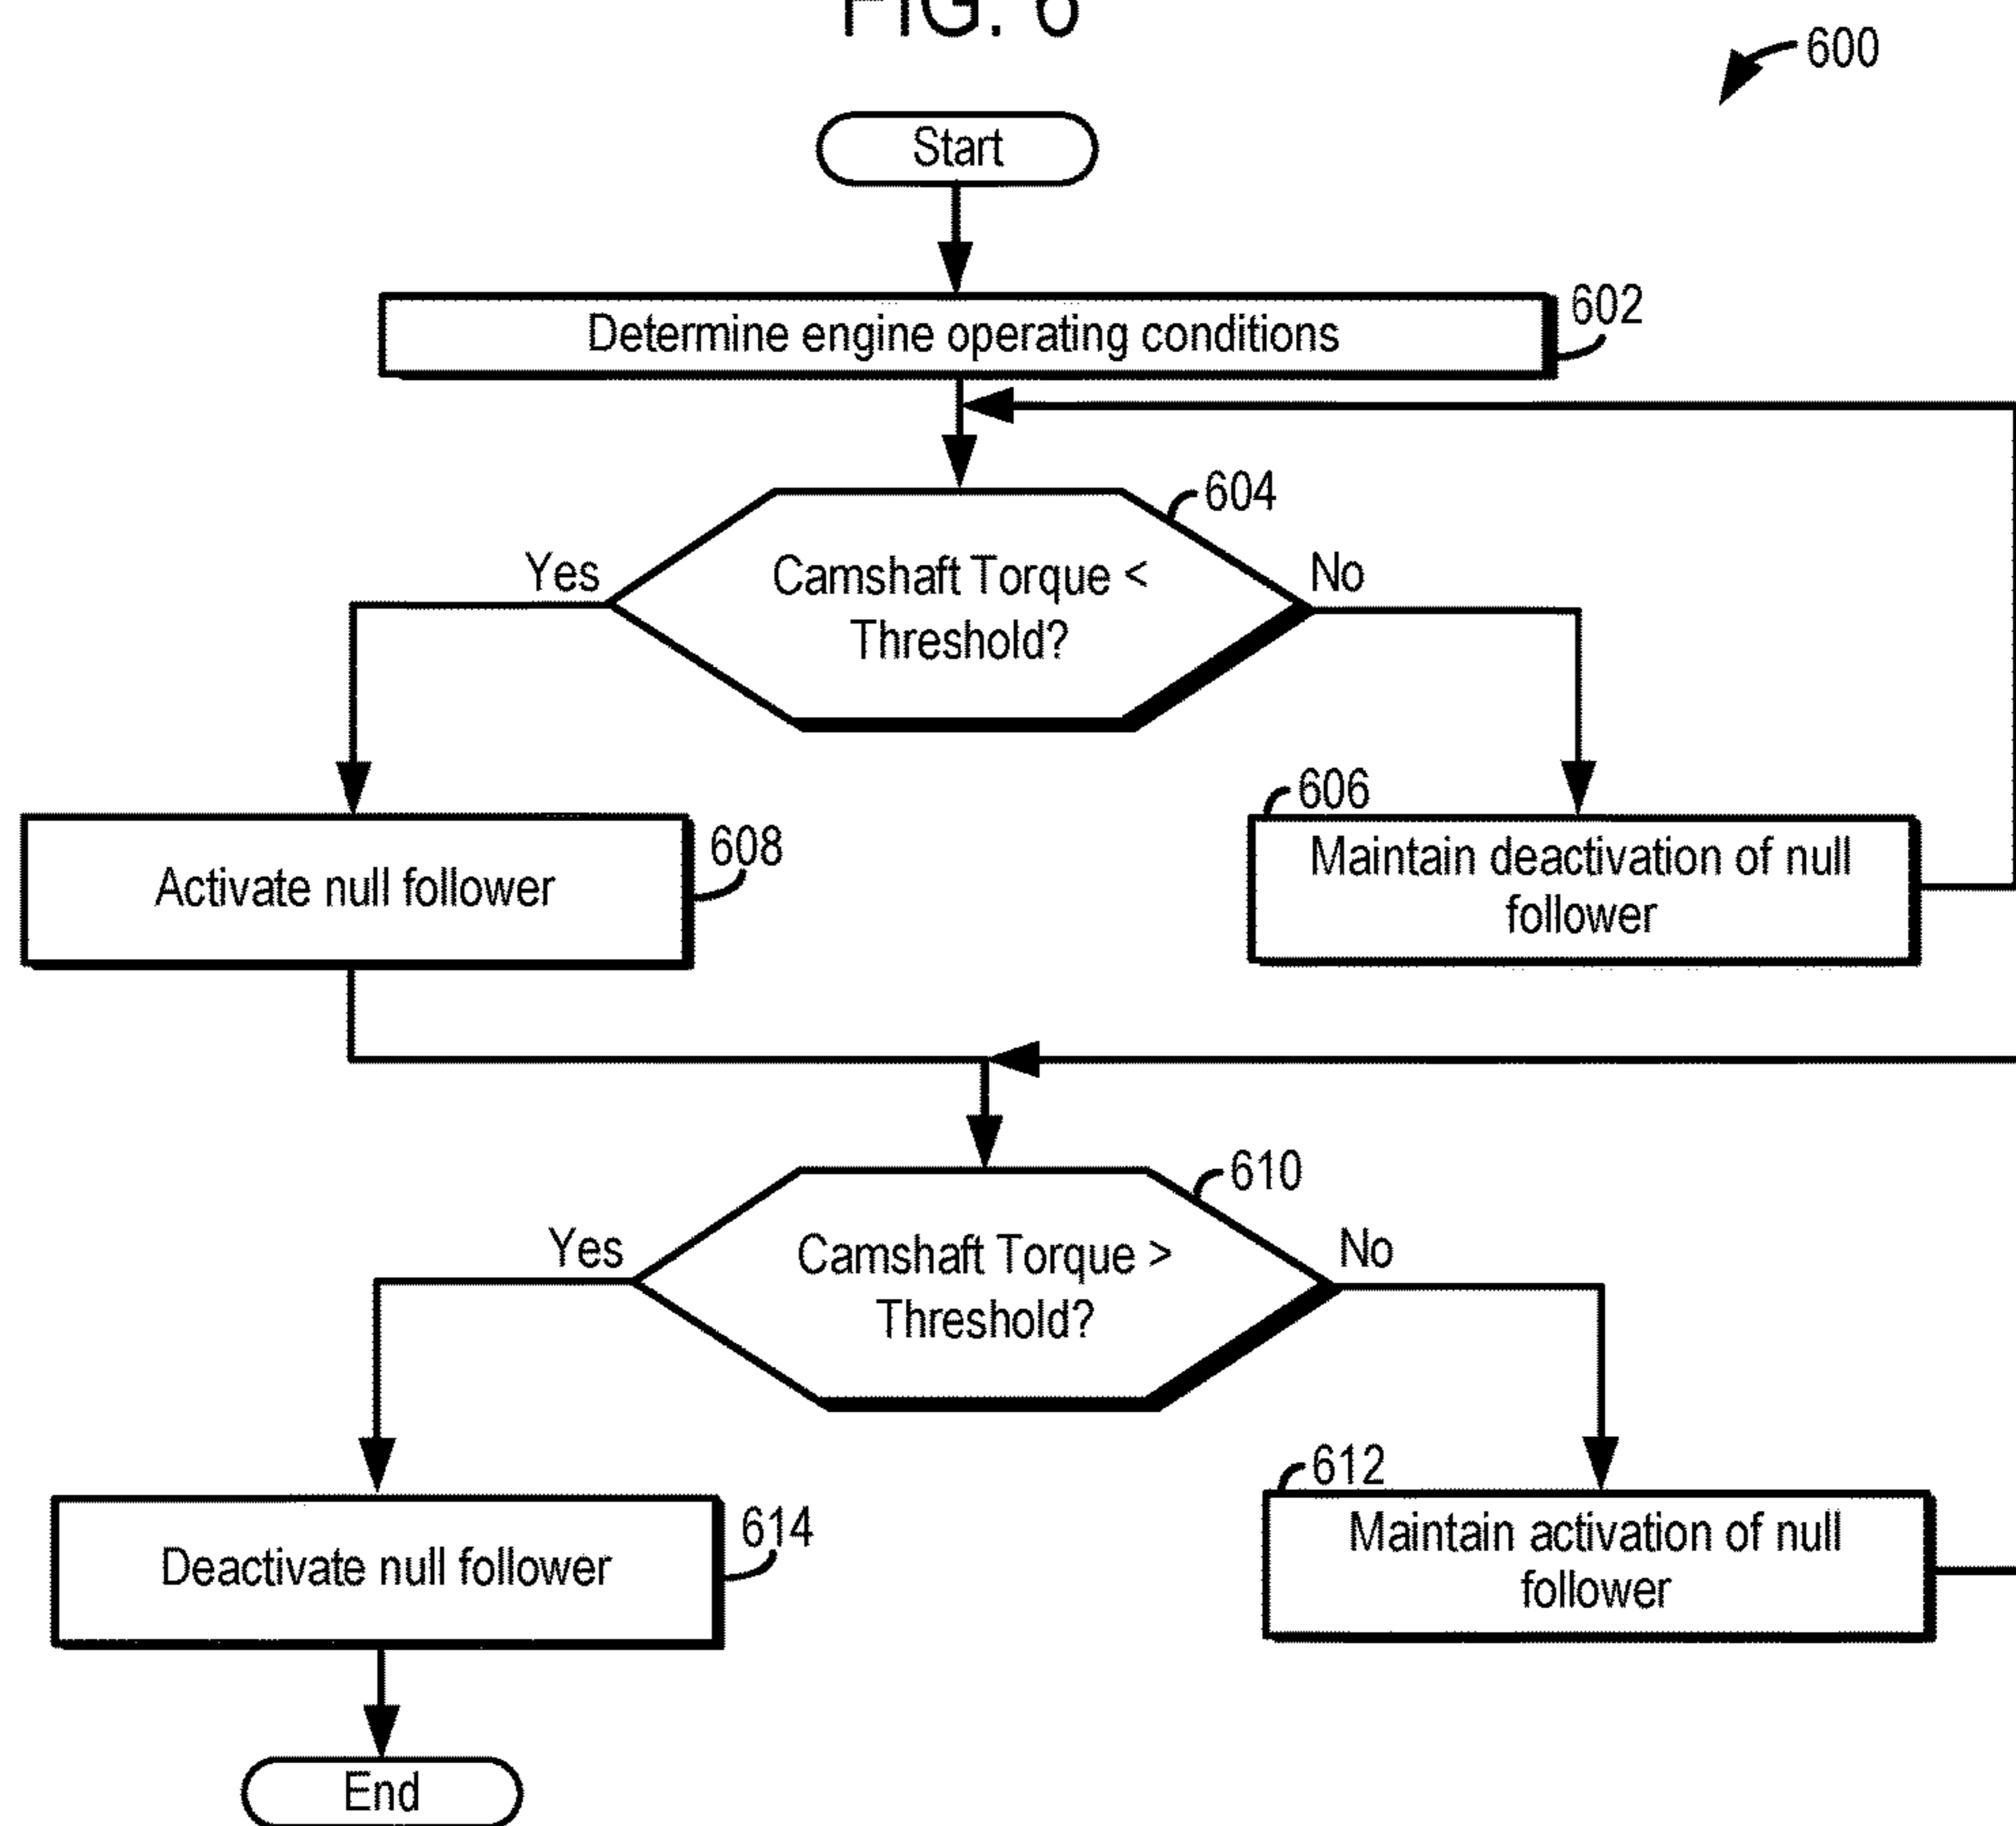 FIG. 6
600
Start
Determine engine operating conditions
602
604
Yes
Camshaft Torque <
Threshold?
No
606
Activate null follower
608
Maintain deactivation of null
follower
610
Yes
Camshaft Torque >
Threshold?
No
612
Deactivate null follower
614
Maintain activation of null
follower
End